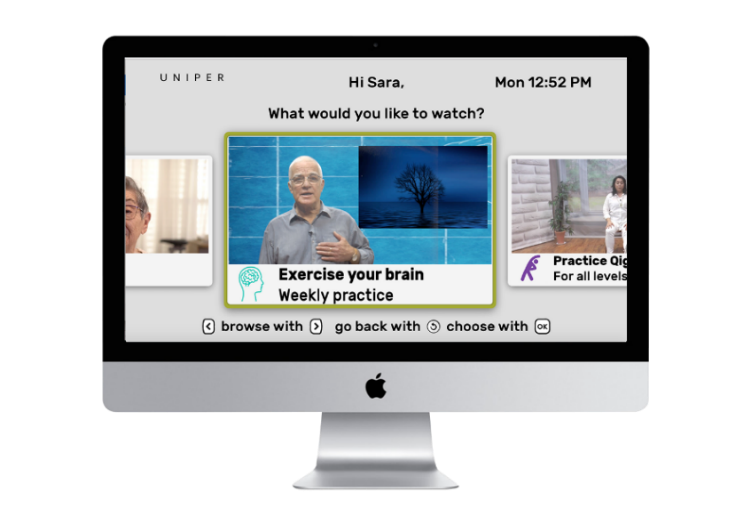 UNIPER
Hi Sara,
Mon 12:52 PM
What would you like to watch?
Exercise your brain
Weekly practice
Practice Qig
For all levels
< browse with > go back with choose with OK